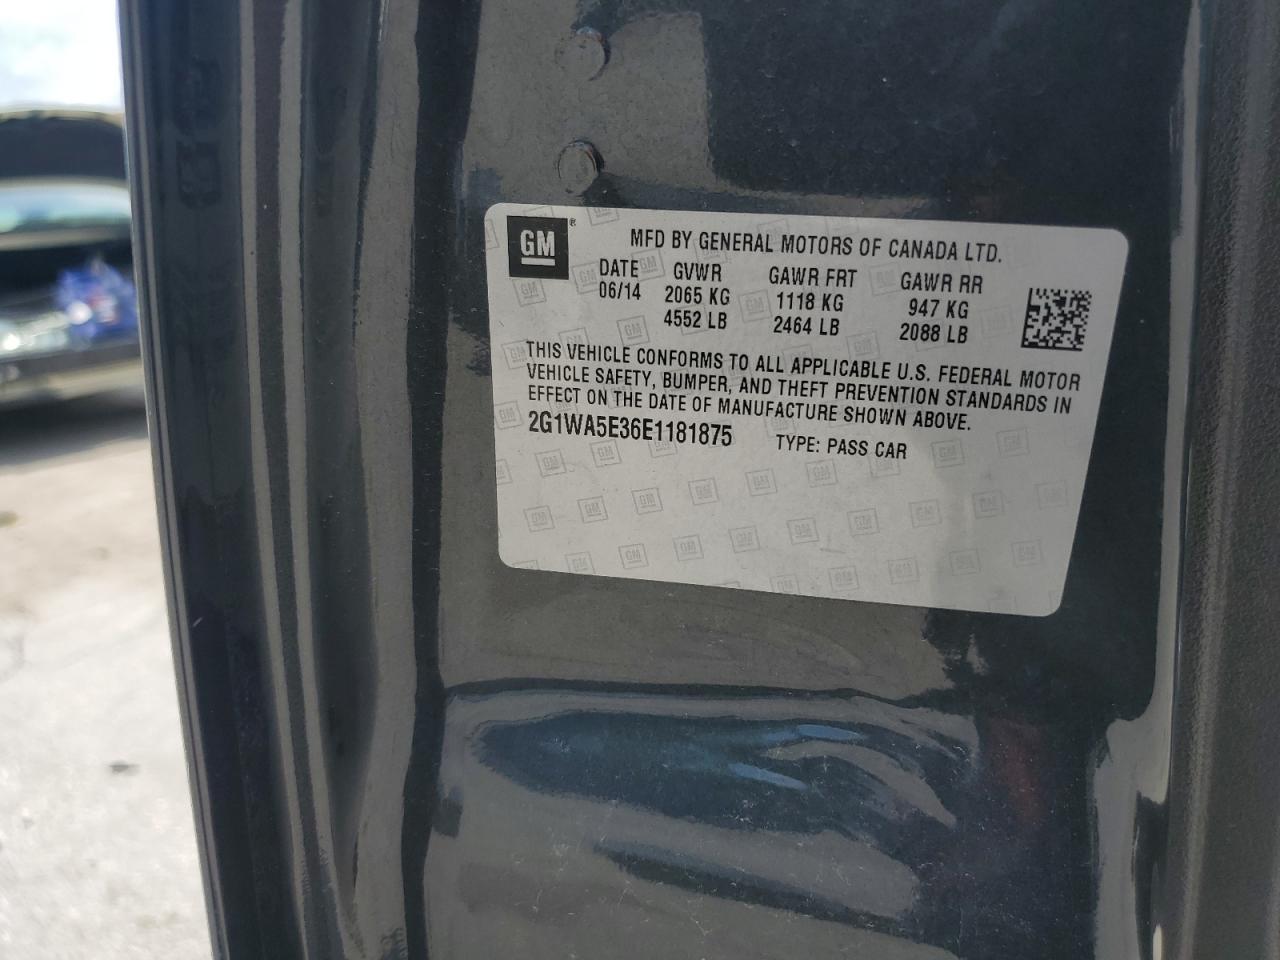 GM ®
MFD BY GENERAL MOTORS OF CANADA LTD.
DATE GVWR GAWR FRT GAWR RR
06/14 2065 KG 1118 KG 947 KG
4552 LB 2464 LB 2088 LB
THIS VEHICLE CONFORMS TO ALL APPLICABLE U.S. FEDERAL MOTOR
VEHICLE SAFETY, BUMPER, AND THEFT PREVENTION STANDARDS IN
EFFECT ON THE DATE OF MANUFACTURE SHOWN ABOVE.
2G1WA5E36E1181875 TYPE: PASS CAR